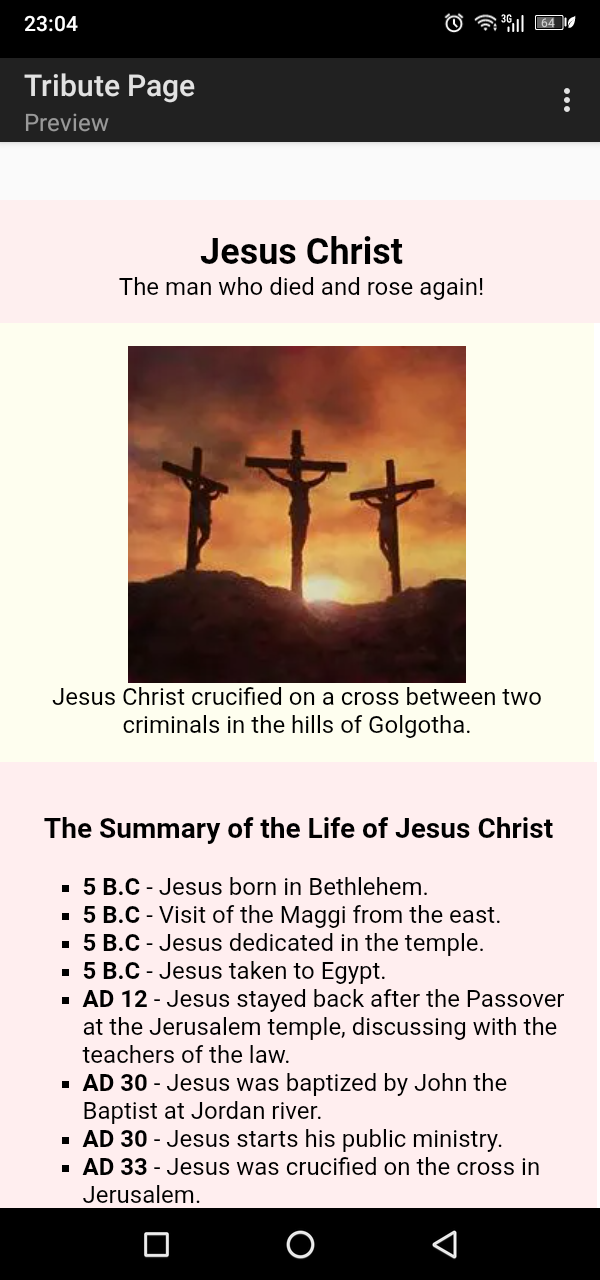 23:04
3G
64
Tribute Page
Preview
Jesus Christ
The man who died and rose again!
Jesus Christ crucified on a cross between two
criminals in the hills of Golgotha.
The Summary of the Life of Jesus Christ
▪ 5 B.C - Jesus born in Bethlehem.
▪ 5 B.C - Visit of the Maggi from the east.
▪ 5 B.C - Jesus dedicated in the temple.
▪ 5 B.C - Jesus taken to Egypt.
▪ AD 12 - Jesus stayed back after the Passover
at the Jerusalem temple, discussing with the
teachers of the law.
▪ AD 30 - Jesus was baptized by John the
Baptist at Jordan river.
▪ AD 30 - Jesus starts his public ministry.
▪ AD 33 - Jesus was crucified on the cross in
Jerusalem.